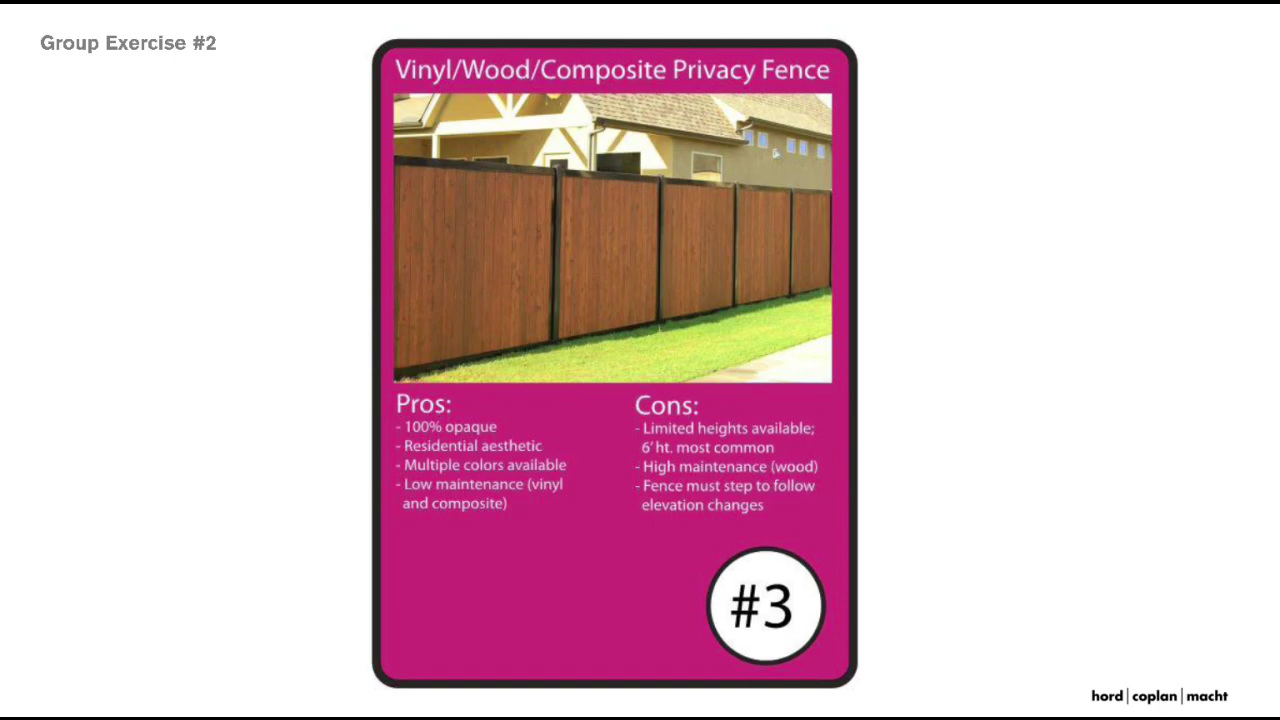 Group Exercise #2
Vinyl/Wood/Composite Privacy Fence
Pros:
- 100% opaque
- Residential aesthetic
- Multiple colors available
- Low maintenance (vinyl
and composite)
Cons:
- Limited heights available;
6' ht. most common
- High maintenance (wood)
- Fence must step to follow
elevation changes
#3
hord|coplan|macht